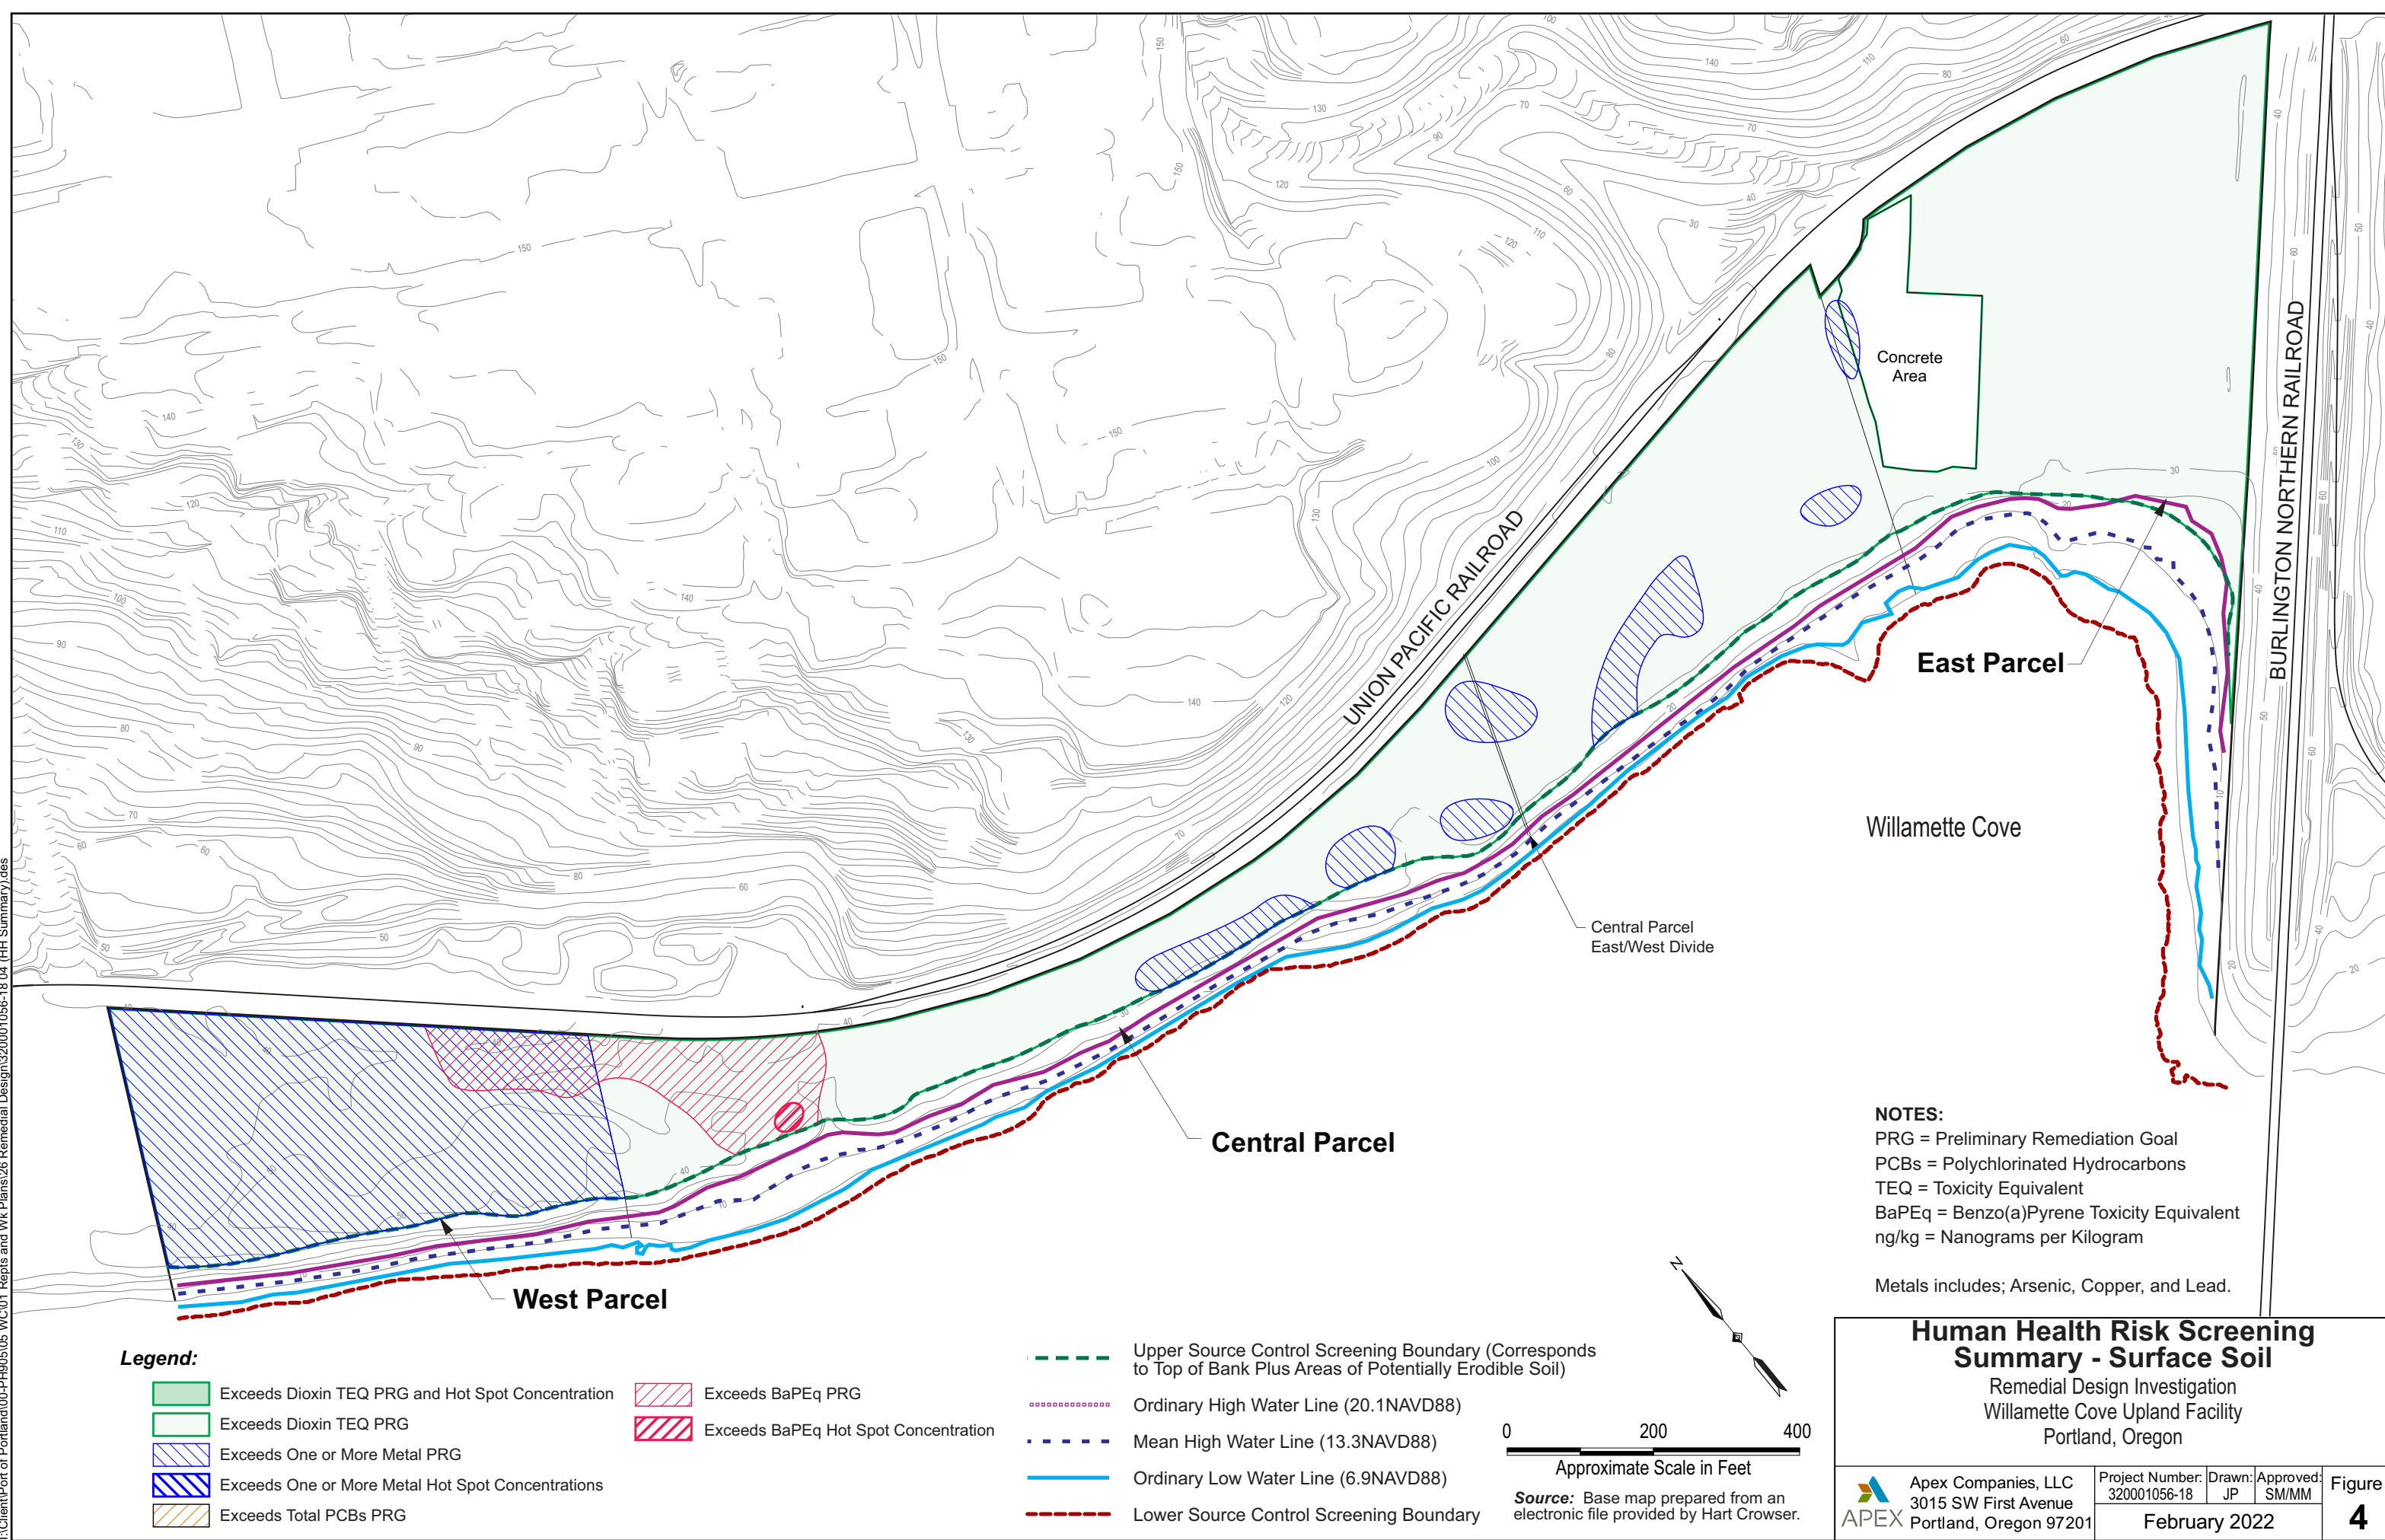 UNION PACIFIC RAILROAD
BURLINGTON NORTHERN RAILROAD
Concrete
Area
East Parcel
Willamette Cove
Central Parcel
East/West Divide
Central Parcel
West Parcel
NOTES:
PRG = Preliminary Remediation Goal
PCBs = Polychlorinated Hydrocarbons
TEQ = Toxicity Equivalent
BaPEq = Benzo(a)Pyrene Toxicity Equivalent
ng/kg = Nanograms per Kilogram
Metals includes; Arsenic, Copper, and Lead.
Legend:
Exceeds Dioxin TEQ PRG and Hot Spot Concentration
Exceeds Dioxin TEQ PRG
Exceeds One or More Metal PRG
Exceeds One or More Metal Hot Spot Concentrations
Exceeds Total PCBs PRG
Exceeds BaPEq PRG
Exceeds BaPEq Hot Spot Concentration
Upper Source Control Screening Boundary (Corresponds
to Top of Bank Plus Areas of Potentially Erodible Soil)
Ordinary High Water Line (20.1NAVD88)
Mean High Water Line (13.3NAVD88)
Ordinary Low Water Line (6.9NAVD88)
Lower Source Control Screening Boundary
N
0 200 400
Approximate Scale in Feet
Source: Base map prepared from an
electronic file provided by Hart Crowser.
Human Health Risk Screening
Summary - Surface Soil
Remedial Design Investigation
Willamette Cove Upland Facility
Portland, Oregon
APEX
Apex Companies, LLC
3015 SW First Avenue
Portland, Oregon 97201
Project Number:
320001056-18
Drawn:
JP
Approved:
SM/MM
February 2022
Figure
4